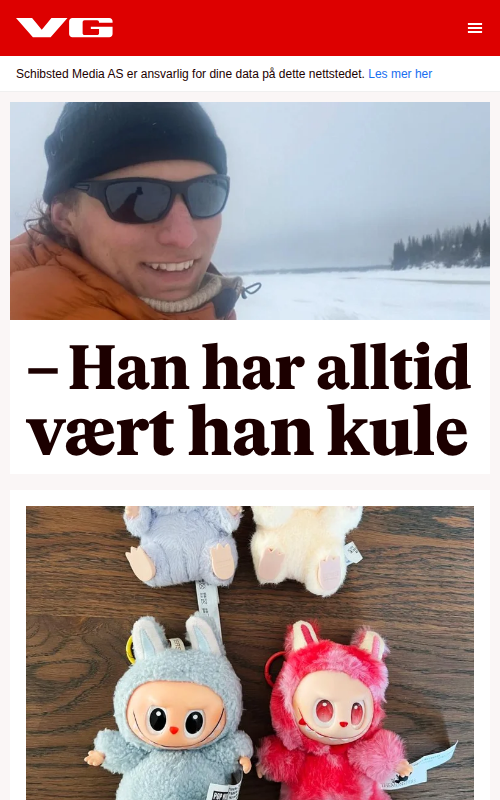 VG
Schibsted Media AS er ansvarlig for dine data på dette nettstedet. Les mer her
– Han har alltid
vært han kule